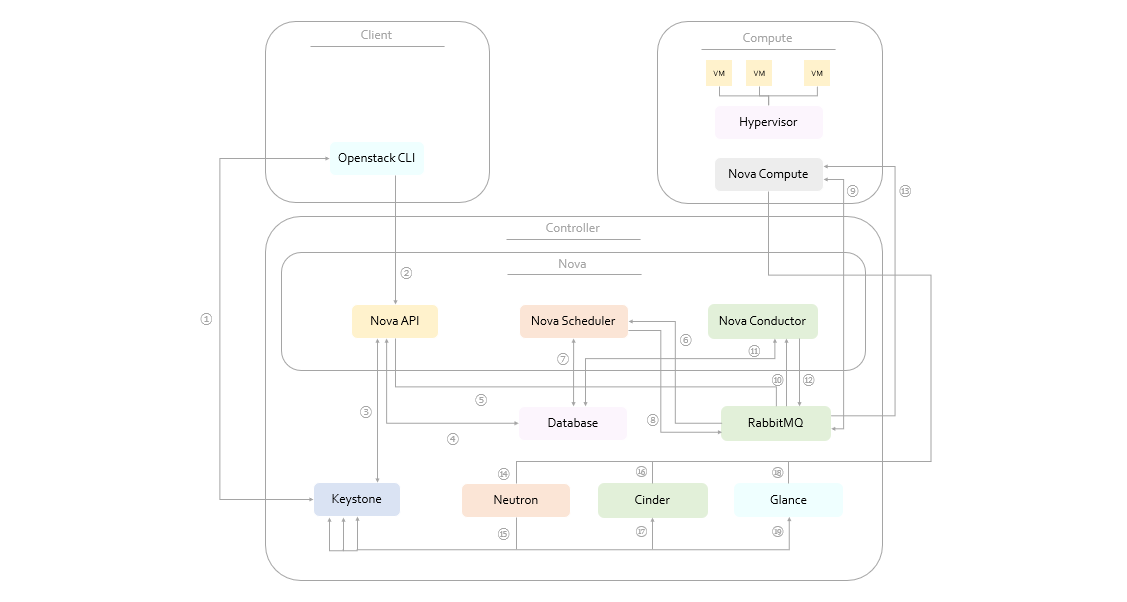 Client
Compute
VM VM VM
Hypervisor
Openstack CLI
Nova Compute
⑨ ⑬
Controller
Nova
②
①
Nova API
Nova Scheduler
Nova Conductor
⑥
⑦
⑪
⑩ ⑫
⑤
③
④
Database
⑧
RabbitMQ
⑭ ⑯ ⑱
Keystone
Neutron
Cinder
Glance
⑮ ⑰ ⑲